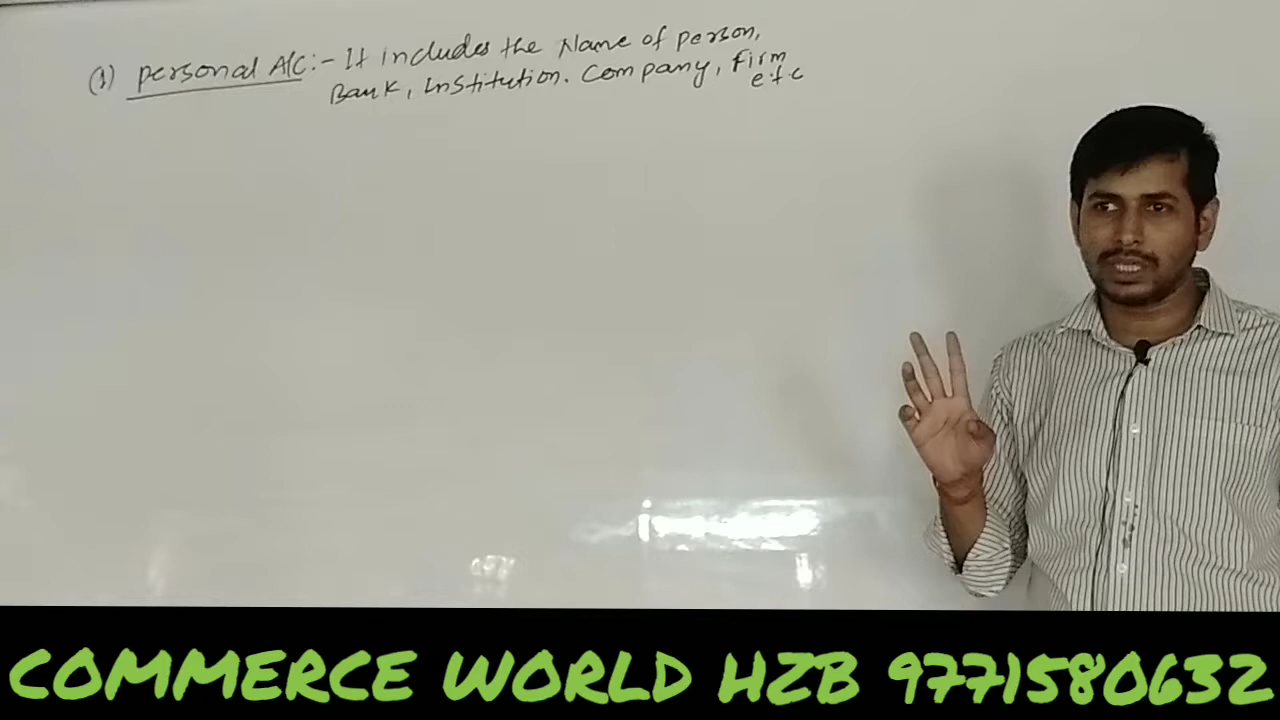 (1) personal A/C:- It includes the Name of person,
Bank, Institution. Company, Firm
etc
COMMERCE WORLD HZB 9771580632